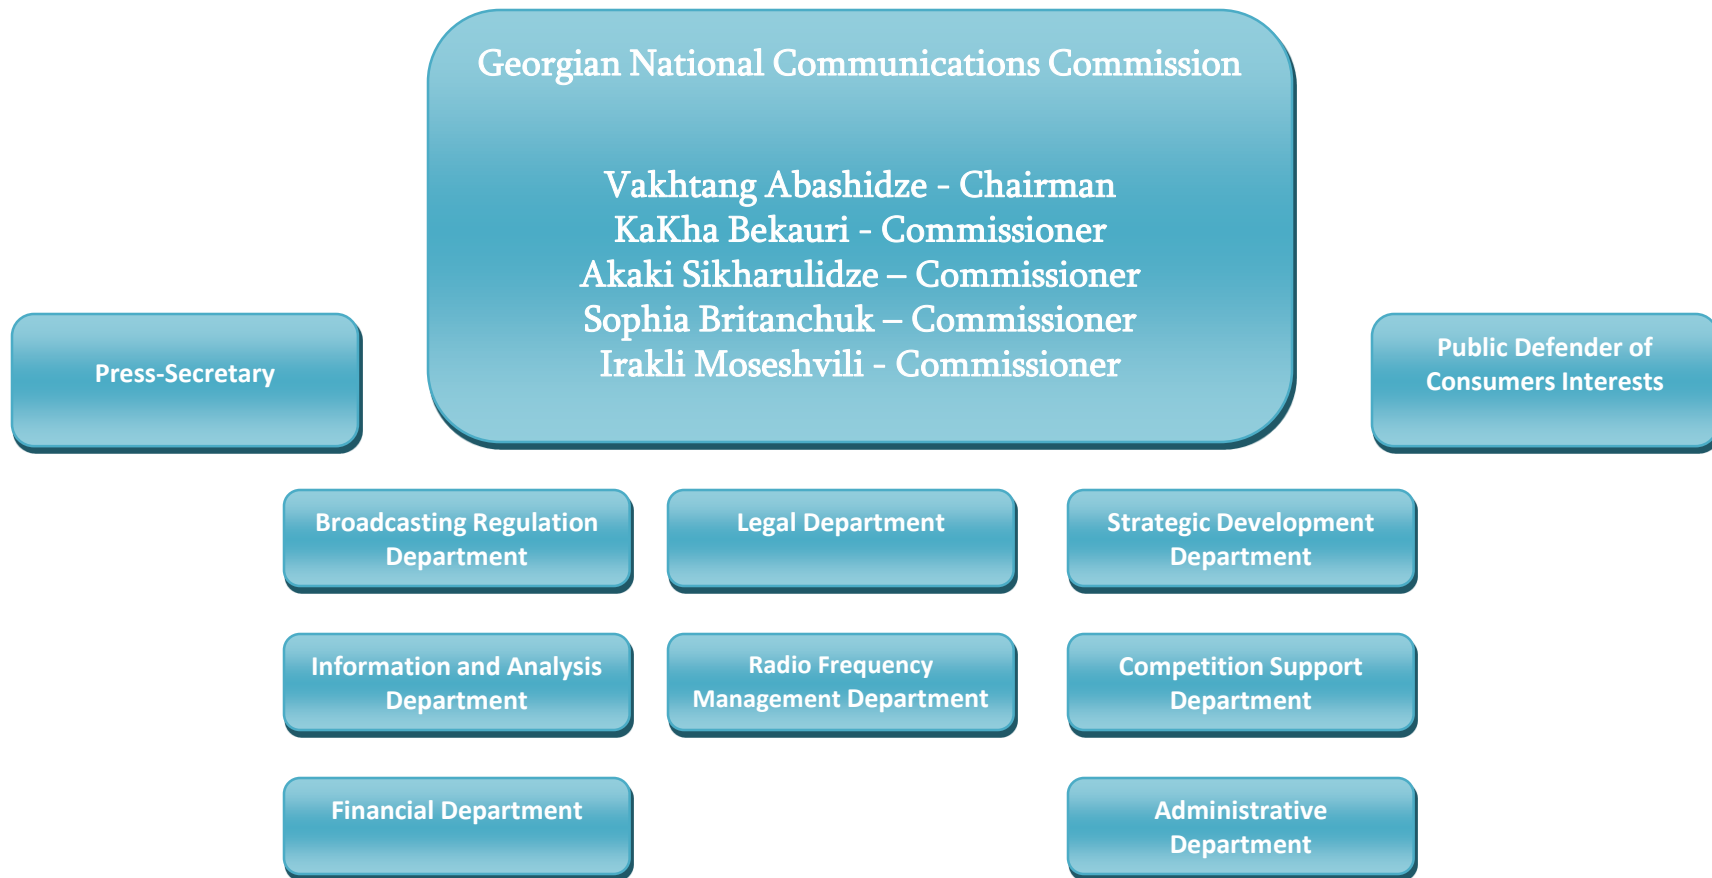 Georgian National Communications Commission
Vakhtang Abashidze - Chairman
KaKha Bekauri - Commissioner
Akaki Sikharulidze – Commissioner
Sophia Britanchuk – Commissioner
Irakli Moseshvili - Commissioner
Press-Secretary
Public Defender of
Consumers Interests
Broadcasting Regulation
Department
Legal Department
Strategic Development
Department
Information and Analysis
Department
Radio Frequency
Management Department
Competition Support
Department
Financial Department
Administrative
Department